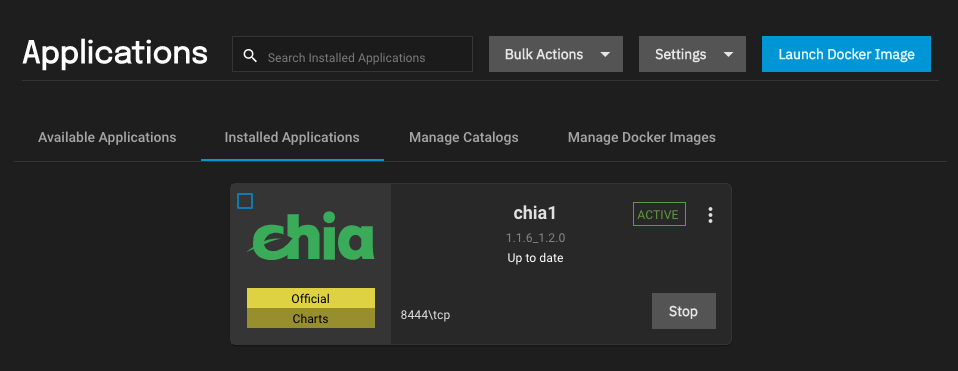 Applications
Search Installed Applications
Bulk Actions
Settings
Launch Docker Image
Available Applications
Installed Applications
Manage Catalogs
Manage Docker Images
chia
Official
Charts
chia1
1.1.6_1.2.0
Up to date
ACTIVE
8444\tcp
Stop